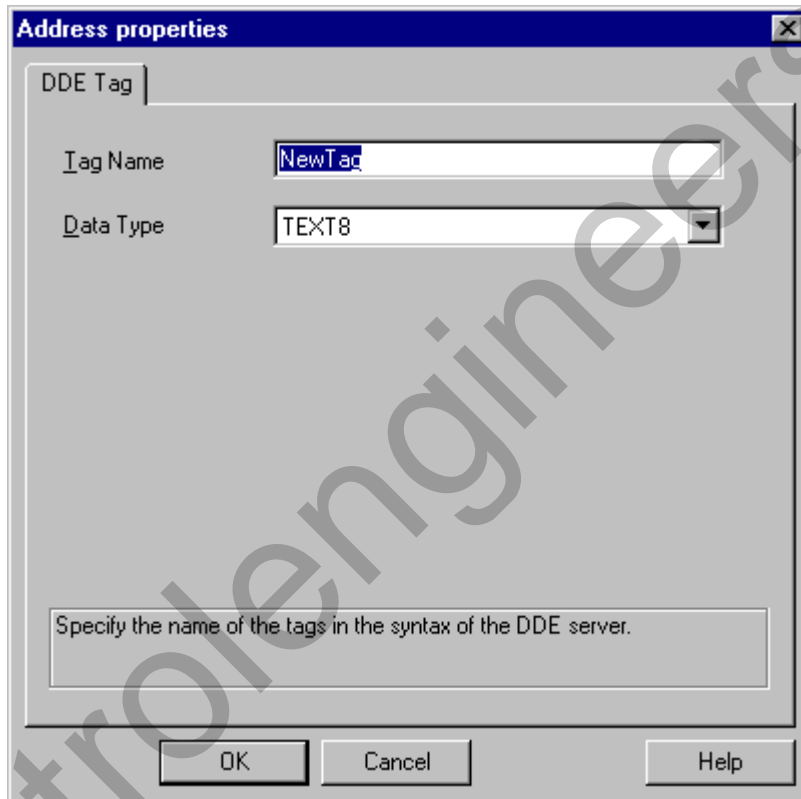 Address properties
DDE Tag
Tag Name NewTag
Data Type TEXT8
Specify the name of the tags in the syntax of the DDE server.
OK Cancel Help
trolengineers